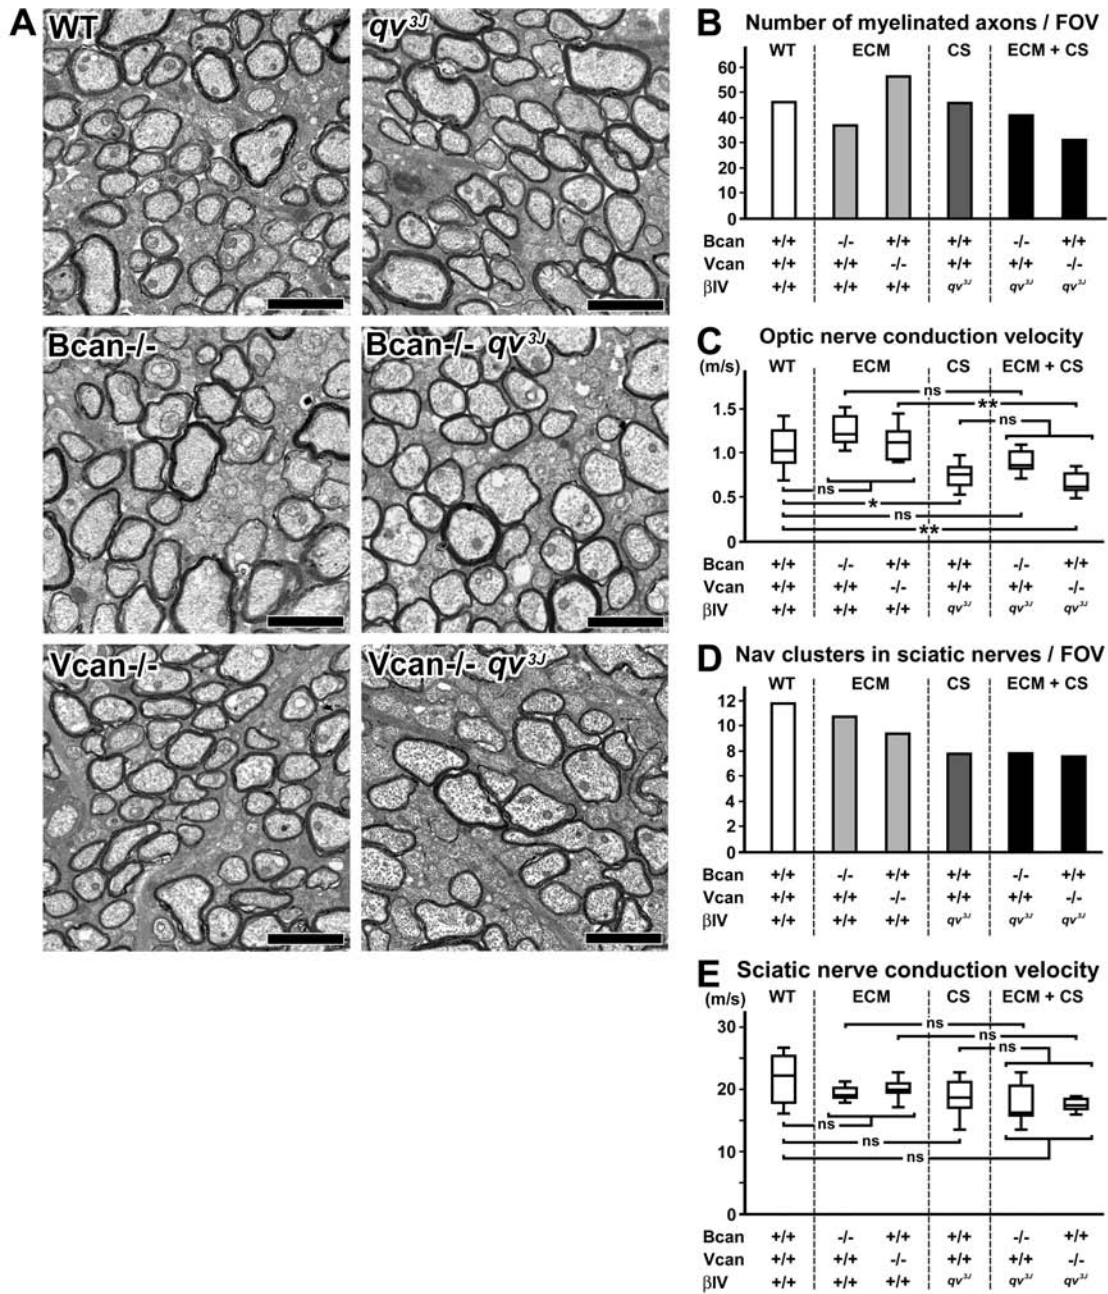 A
WT
qv3J
Bcan-/-
Bcan-/- qv3J
Vcan-/-
Vcan-/- qv3J
B Number of myelinated axons / FOV
WT ECM CS ECM + CS
60
50
40
30
60
10
0
Bcan +/+ -/- +/+ +/+ -/- +/+
Vcan +/+ +/+ -/- +/+ +/+ -/-
βIV +/+ +/+ +/+ qv3J qv3J qv3J
C Optic nerve conduction velocity
(m/s) WT ECM CS ECM + CS
ns
**
ns
1.5
1.0
0.5
0
ns
*
ns
**
Bcan +/+ -/- +/+ +/+ -/- +/+
Vcan +/+ +/+ -/- +/+ +/+ -/-
βIV +/+ +/+ +/+ qv3J qv3J qv3J
D Nav clusters in sciatic nerves / FOV
WT ECM CS ECM + CS
12
10
8
6
4
2
0
Bcan +/+ -/- +/+ +/+ -/- +/+
Vcan +/+ +/+ -/- +/+ +/+ -/-
βIV +/+ +/+ +/+ qv3J qv3J qv3J
E Sciatic nerve conduction velocity
(m/s) WT ECM CS ECM + CS
ns
ns
ns
30
20
10
0
ns
ns
ns
Bcan +/+ -/- +/+ +/+ -/- +/+
Vcan +/+ +/+ -/- +/+ +/+ -/-
βIV +/+ +/+ +/+ qv3J qv3J qv3J